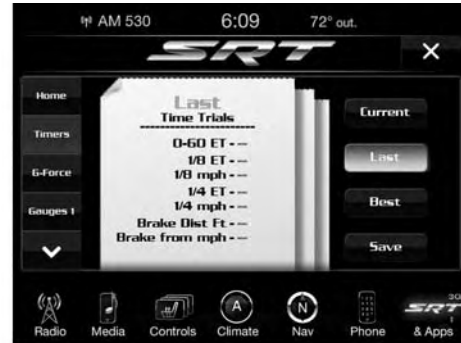 AM 530 6:09 72° out.
SRT
Home
Timers
G-Force
Gauges 1
Last
Time Trials
0-60 ET - --
1/8 ET - --
1/8 mph - --
1/4 ET - --
1/4 mph - --
Brake Dist Ft - --
Brake from mph - --
Current
Last
Best
Save
A
N
SRT
Radio Media Controls Climate Nav Phone & Apps